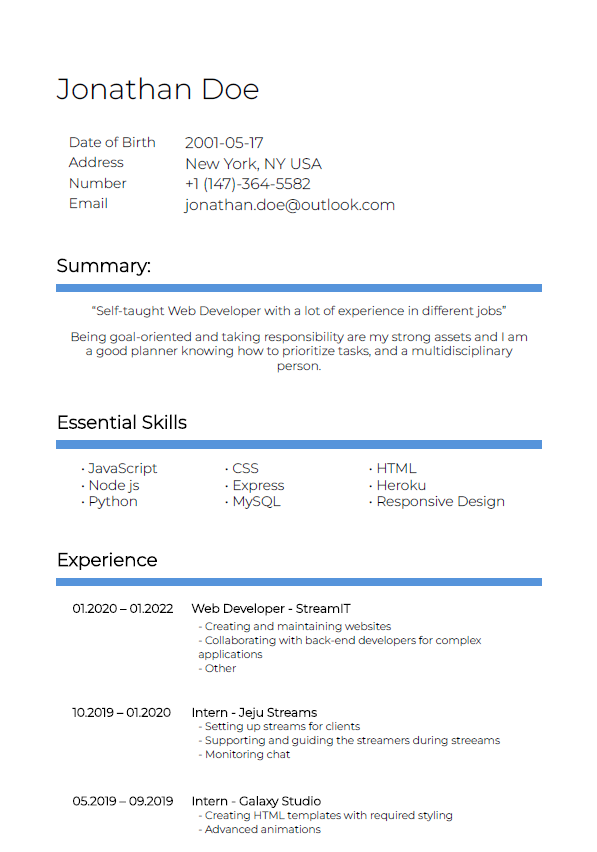 Jonathan Doe
Date of Birth 2001-05-17
Address New York, NY USA
Number +1 (147)-364-5582
Email jonathan.doe@outlook.com
Summary:
“Self-taught Web Developer with a lot of experience in different jobs”
Being goal-oriented and taking responsibility are my strong assets and I am
a good planner knowing how to prioritize tasks, and a multidisciplinary
person.
Essential Skills
• JavaScript • CSS • HTML
• Node js • Express • Heroku
• Python • MySQL • Responsive Design
Experience
01.2020 – 01.2022 Web Developer - StreamIT
- Creating and maintaining websites
- Collaborating with back-end developers for complex
applications
- Other
10.2019 – 01.2020 Intern - Jeju Streams
- Setting up streams for clients
- Supporting and guiding the streamers during streeams
- Monitoring chat
05.2019 – 09.2019 Intern - Galaxy Studio
- Creating HTML templates with required styling
- Advanced animations